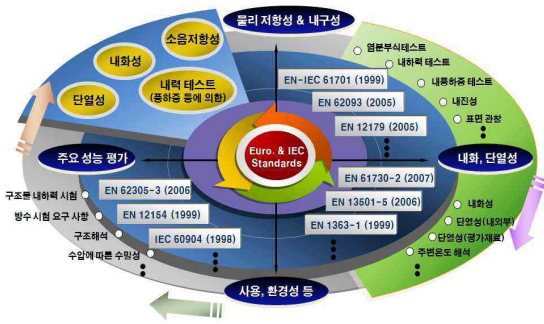 물리 저항성 & 내구성
소음저항성
내화성
내력 테스트
(풍하중 등에 의한)
단열성
염분부식테스트
내하력 테스트
내풍하중 테스트
내진성
표면 관찰
EN-IEC 61701 (1999)
EN 62093 (2005)
EN 12179 (2005)
Euro. & IEC
Standards
주요 성능 평가
내화, 단열성
EN 61730-2 (2007)
EN 13601-5 (2006)
EN 1363-1 (1999)
EN 62305-3 (2006
EN 12154 (1999)
IEC 60904 (1998)
구조물 내하력 시험
방수 시험 요구 사항
구조해석
수압에 따른 수밀성
내화성
단열성(내외부)
단열성(평가재료)
주변온도 해석
사용, 환경성 등